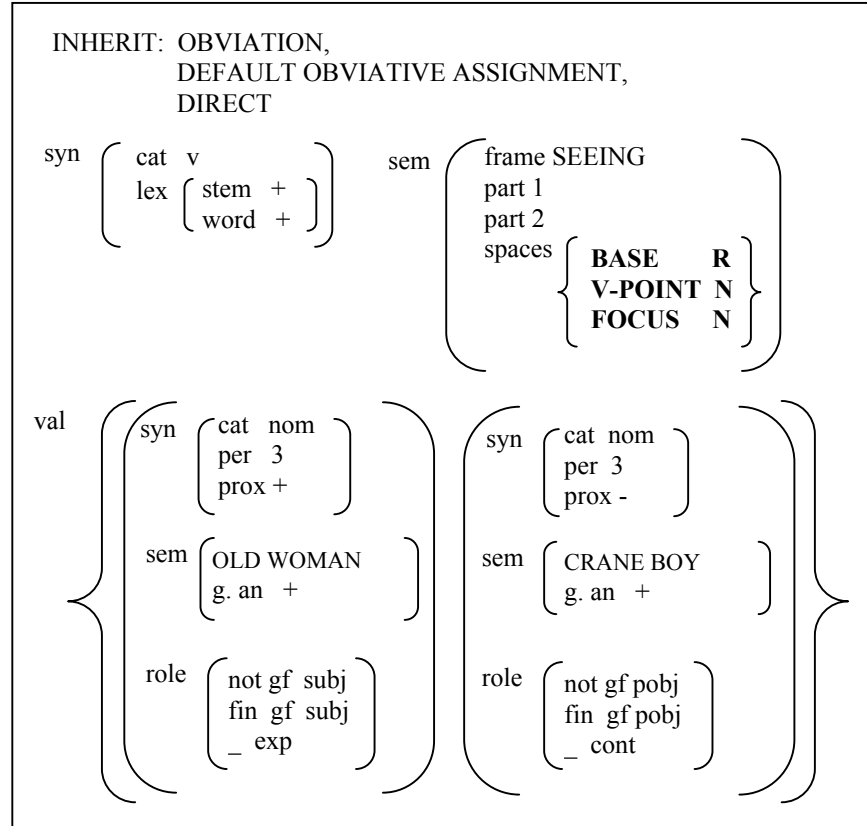 INHERIT: OBVIATION,
DEFAULT OBVIATIVE ASSIGNMENT,
DIRECT
syn cat v
lex stem +
word +
sem frame SEEING
part 1
part 2
spaces BASE R
V-POINT N
FOCUS N
val
syn cat nom
per 3
prox +
sem OLD WOMAN
g. an +
role not gf subj
fin gf subj
_ exp
syn cat nom
per 3
prox -
sem CRANE BOY
g. an +
role not gf pobj
fin gf pobj
_ cont